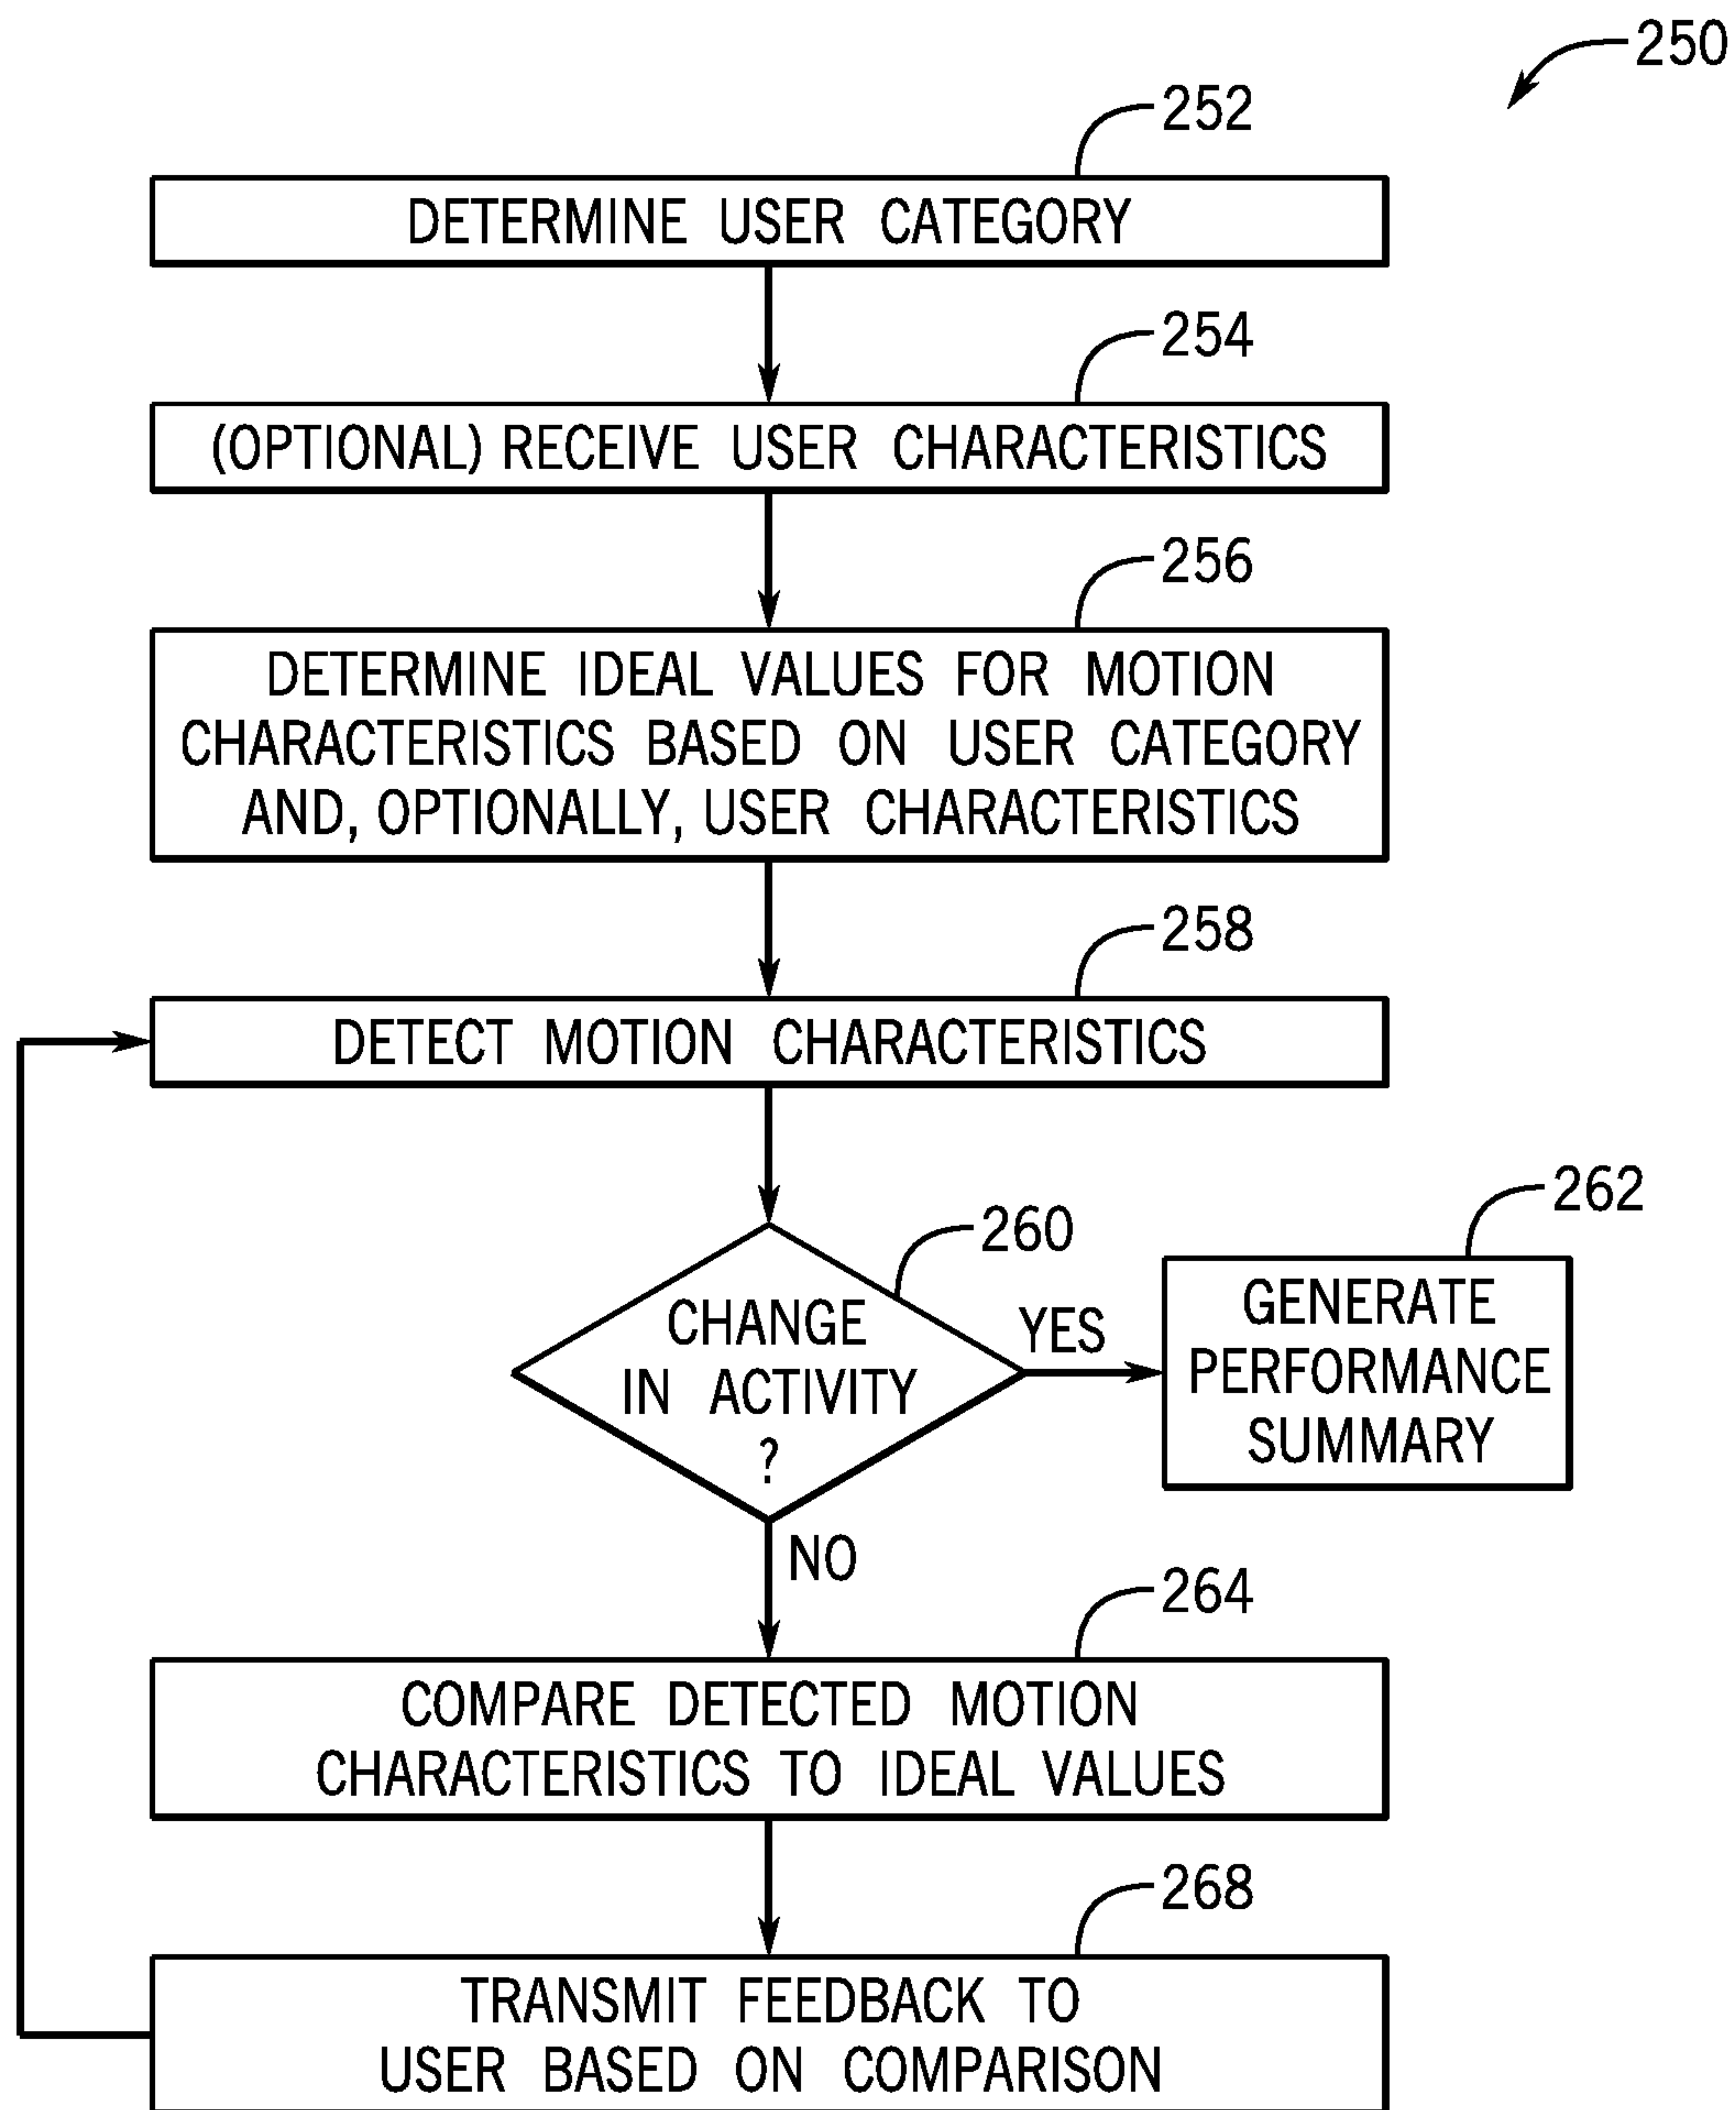 250
252
DETERMINE USER CATEGORY
254
(OPTIONAL) RECEIVE USER CHARACTERISTICS
256
DETERMINE IDEAL VALUES FOR MOTION
CHARACTERISTICS BASED ON USER CATEGORY
AND, OPTIONALLY, USER CHARACTERISTICS
258
DETECT MOTION CHARACTERISTICS
260
CHANGE
IN ACTIVITY
?
YES
262
GENERATE
PERFORMANCE
SUMMARY
NO
264
COMPARE DETECTED MOTION
CHARACTERISTICS TO IDEAL VALUES
268
TRANSMIT FEEDBACK TO
USER BASED ON COMPARISON